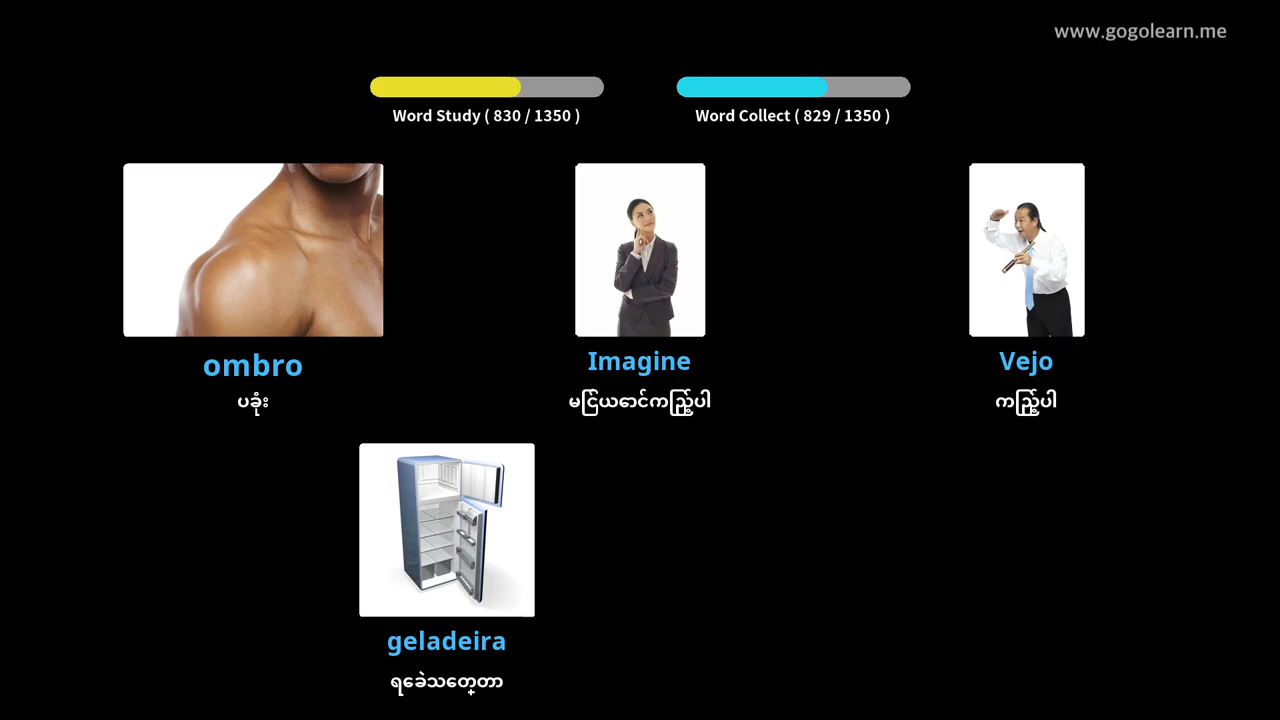 www.gogolearn.me
Word Study ( 830 / 1350 )
Word Collect ( 829 / 1350 )
ombro
Imagine
Vejo
ပခုံး
မြင်ယောင်ကြည့်ပါ
ကြည့်ပါ
geladeira
ရေခဲသေတ္တာ